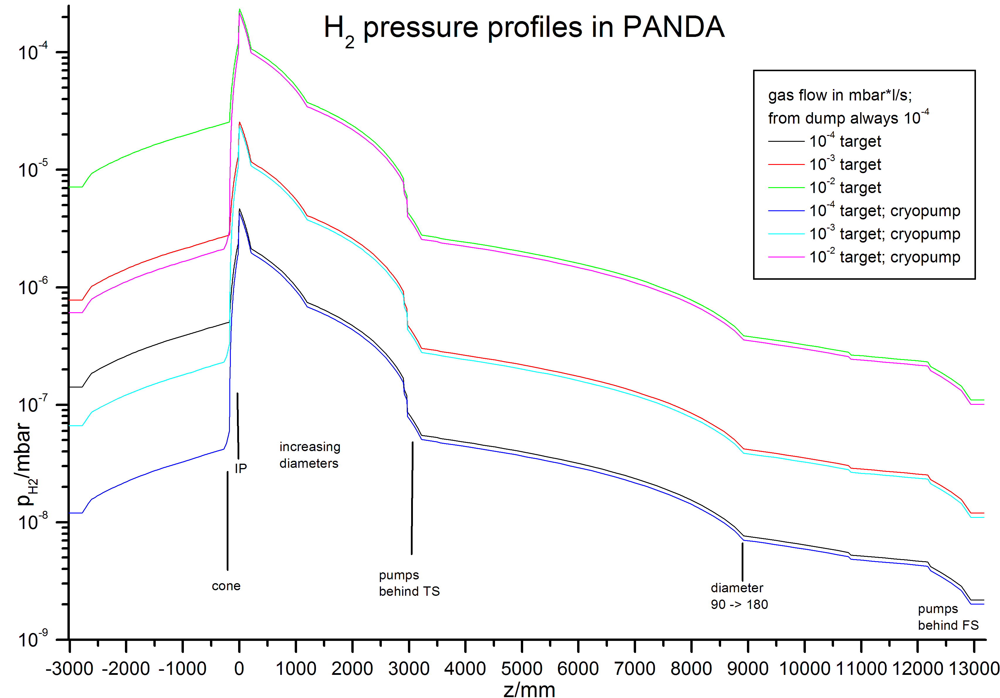 H₂ pressure profiles in PANDA
gas flow in mbar*l/s;
from dump always 10⁻⁴
10⁻⁴ target
10⁻³ target
10⁻² target
10⁻⁴ target; cryopump
10⁻³ target; cryopump
10⁻² target; cryopump
p_H2/mbar
10⁻⁴
10⁻⁵
10⁻⁶
10⁻⁷
10⁻⁸
10⁻⁹
IP
increasing
diameters
cone
pumps
behind TS
diameter
90 -> 180
pumps
behind FS
-3000 -2000 -1000 0 1000 2000 3000 4000 5000 6000 7000 8000 9000 10000 11000 12000 13000
z/mm